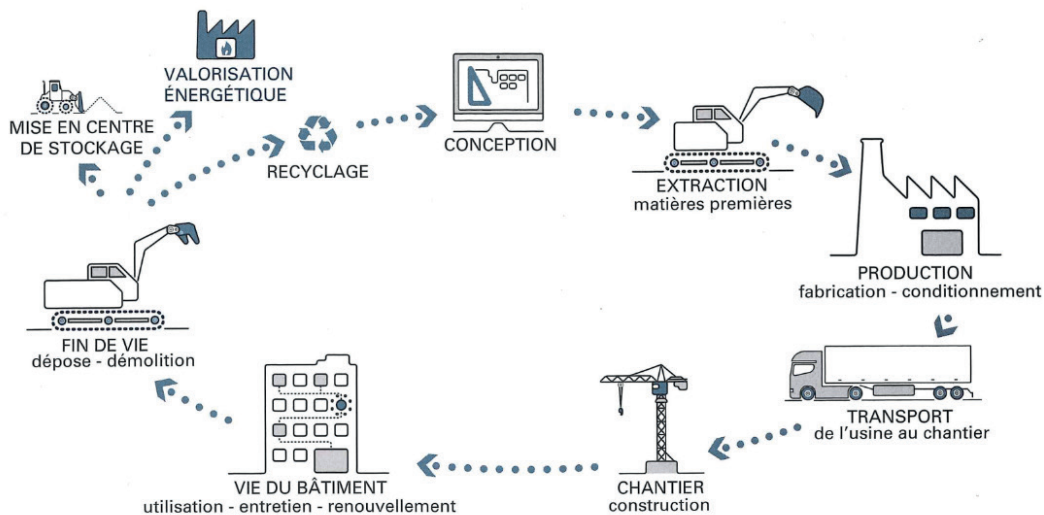 VALORISATION
ÉNERGÉTIQUE
MISE EN CENTRE
DE STOCKAGE
RECYCLAGE
CONCEPTION
EXTRACTION
matières premières
PRODUCTION
fabrication - conditionnement
TRANSPORT
de l'usine au chantier
CHANTIER
construction
VIE DU BÂTIMENT
utilisation - entretien - renouvellement
FIN DE VIE
dépose - démolition